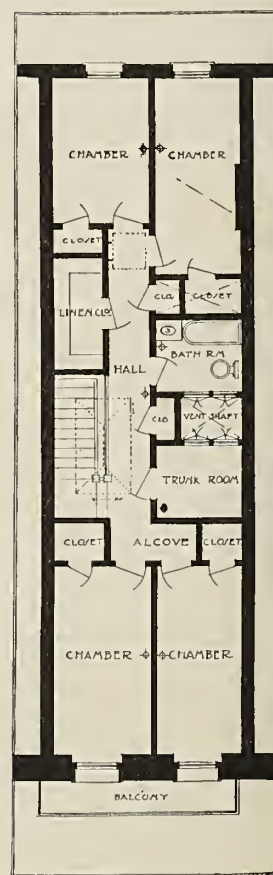 CHAMBER
CHAMBER
CLOSET
LINEN CLO.
CLO
CLOSET
S
BATH RM
HALL
CLO
VENT SHAFT
TRUNK ROOM
CLOSET
ALCOVE
CLOSET
CHAMBER
CHAMBER
BALCONY